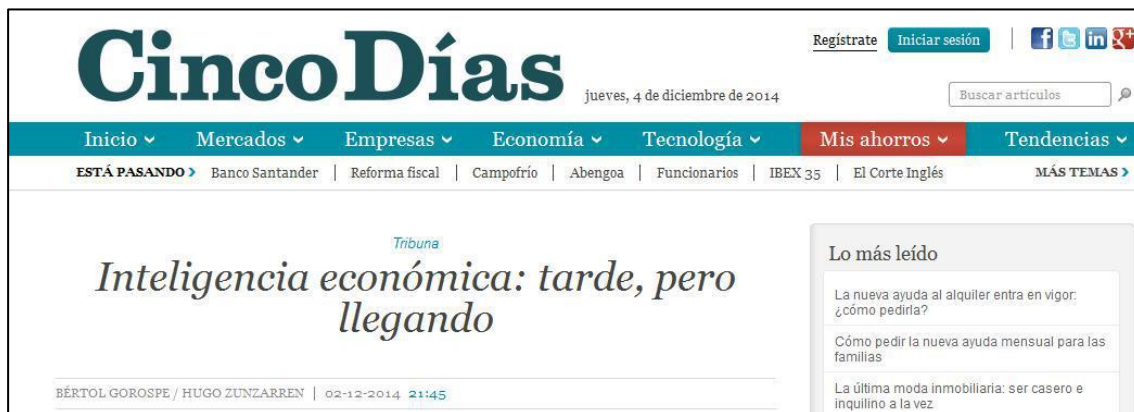 Regístrate Iniciar sesión
CincoDías
jueves, 4 de diciembre de 2014
Buscar artículos
Inicio Mercados Empresas Economía Tecnología Mis ahorros Tendencias
ESTÁ PASANDO Banco Santander | Reforma fiscal | Campofrío | Abengoa | Funcionarios | IBEX 35 | El Corte Inglés MÁS TEMAS
Tribuna
Inteligencia económica: tarde, pero
llegando
BÉRTOL GOROSPE / HUGO ZUNZARREN | 02-12-2014 21:45
Lo más leído
La nueva ayuda al alquiler entra en vigor:
¿cómo pedirla?
Cómo pedir la nueva ayuda mensual para las
familias
La última moda inmobiliaria: ser casero e
inquilino a la vez